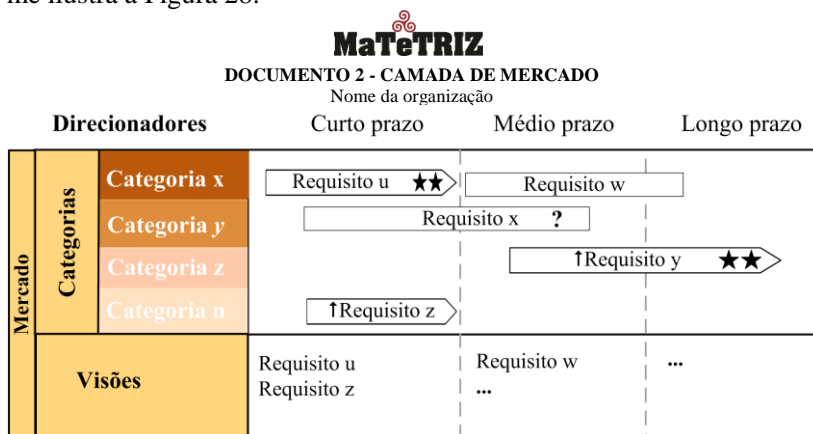 me ilustra a Figura 28.
MaTeTRIZ
DOCUMENTO 2 - CAMADA DE MERCADO
Nome da organização
Direcionadores Curto prazo Médio prazo Longo prazo
Mercado
Categorias
Categoria x
Requisito u ★★
Requisito w
Categoria y
Requisito x ?
Categoria z
↑Requisito y ★★
Categoria n
↑Requisito z
Visões
Requisito u
Requisito z
Requisito w
...
...